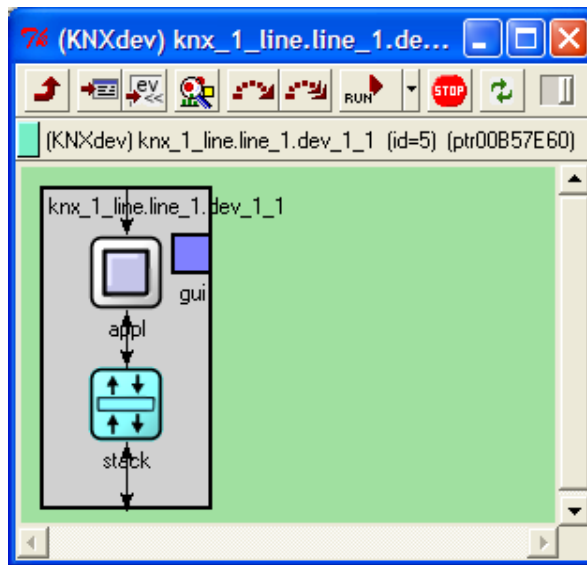 (KNXdev) knx_1_line.line_1.de...
ev
<<
RUN
STOP
(KNXdev) knx_1_line.line_1.dev_1_1 (id=5) (ptr00B57E60)
knx_1_line.line_1.dev_1_1
gui
appl
stack